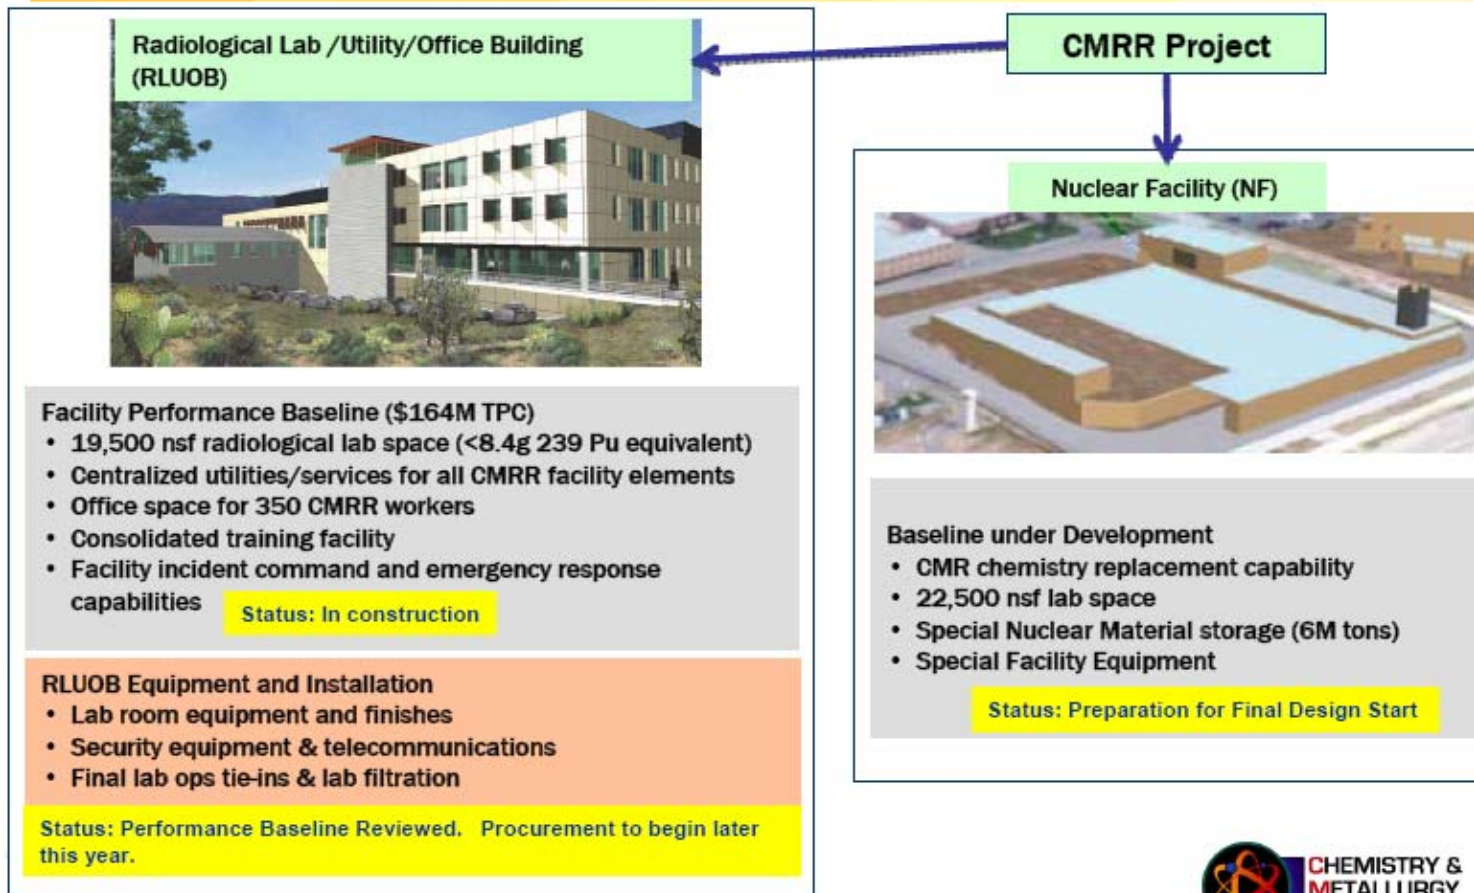 Radiological Lab /Utility/Office Building
(RLUOB)
CMRR Project
Nuclear Facility (NF)
Facility Performance Baseline ($164M TPC)
• 19,500 nsf radiological lab space (<8.4g 239 Pu equivalent)
• Centralized utilities/services for all CMRR facility elements
• Office space for 350 CMRR workers
• Consolidated training facility
• Facility incident command and emergency response
capabilities
Status: In construction
RLUOB Equipment and Installation
• Lab room equipment and finishes
• Security equipment & telecommunications
• Final lab ops tie-ins & lab filtration
Status: Performance Baseline Reviewed. Procurement to begin later
this year.
Baseline under Development
• CMR chemistry replacement capability
• 22,500 nsf lab space
• Special Nuclear Material storage (6M tons)
• Special Facility Equipment
Status: Preparation for Final Design Start
CHEMISTRY &
METALLURGY